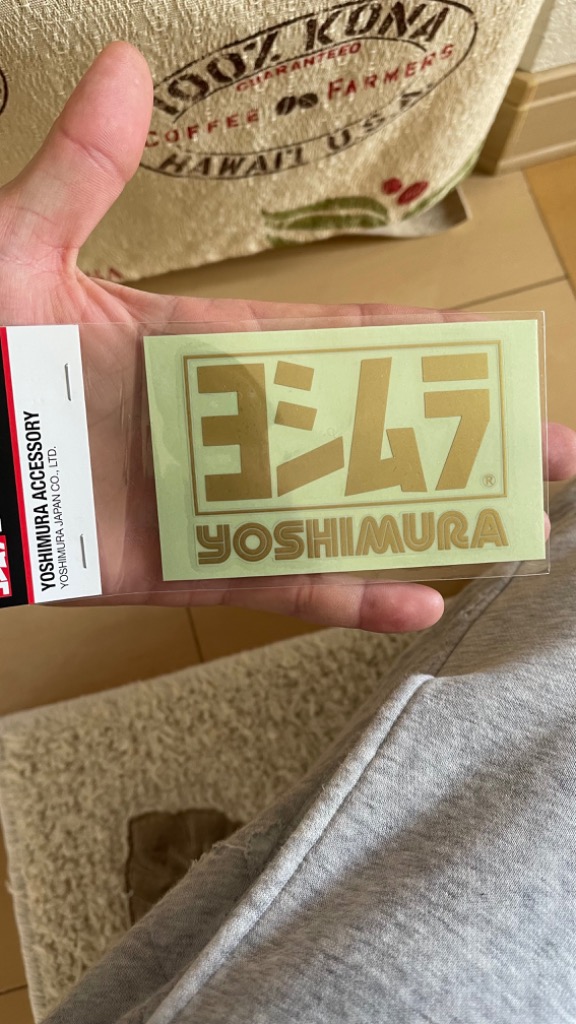 100% KONA
GUARANTEED
COFFEE FARMERS
HAWAII U.S.A.
YOSHIMURA ACCESSORY
YOSHIMURA JAPAN CO., LTD.
ヨシムラ
®
YOSHIMURA